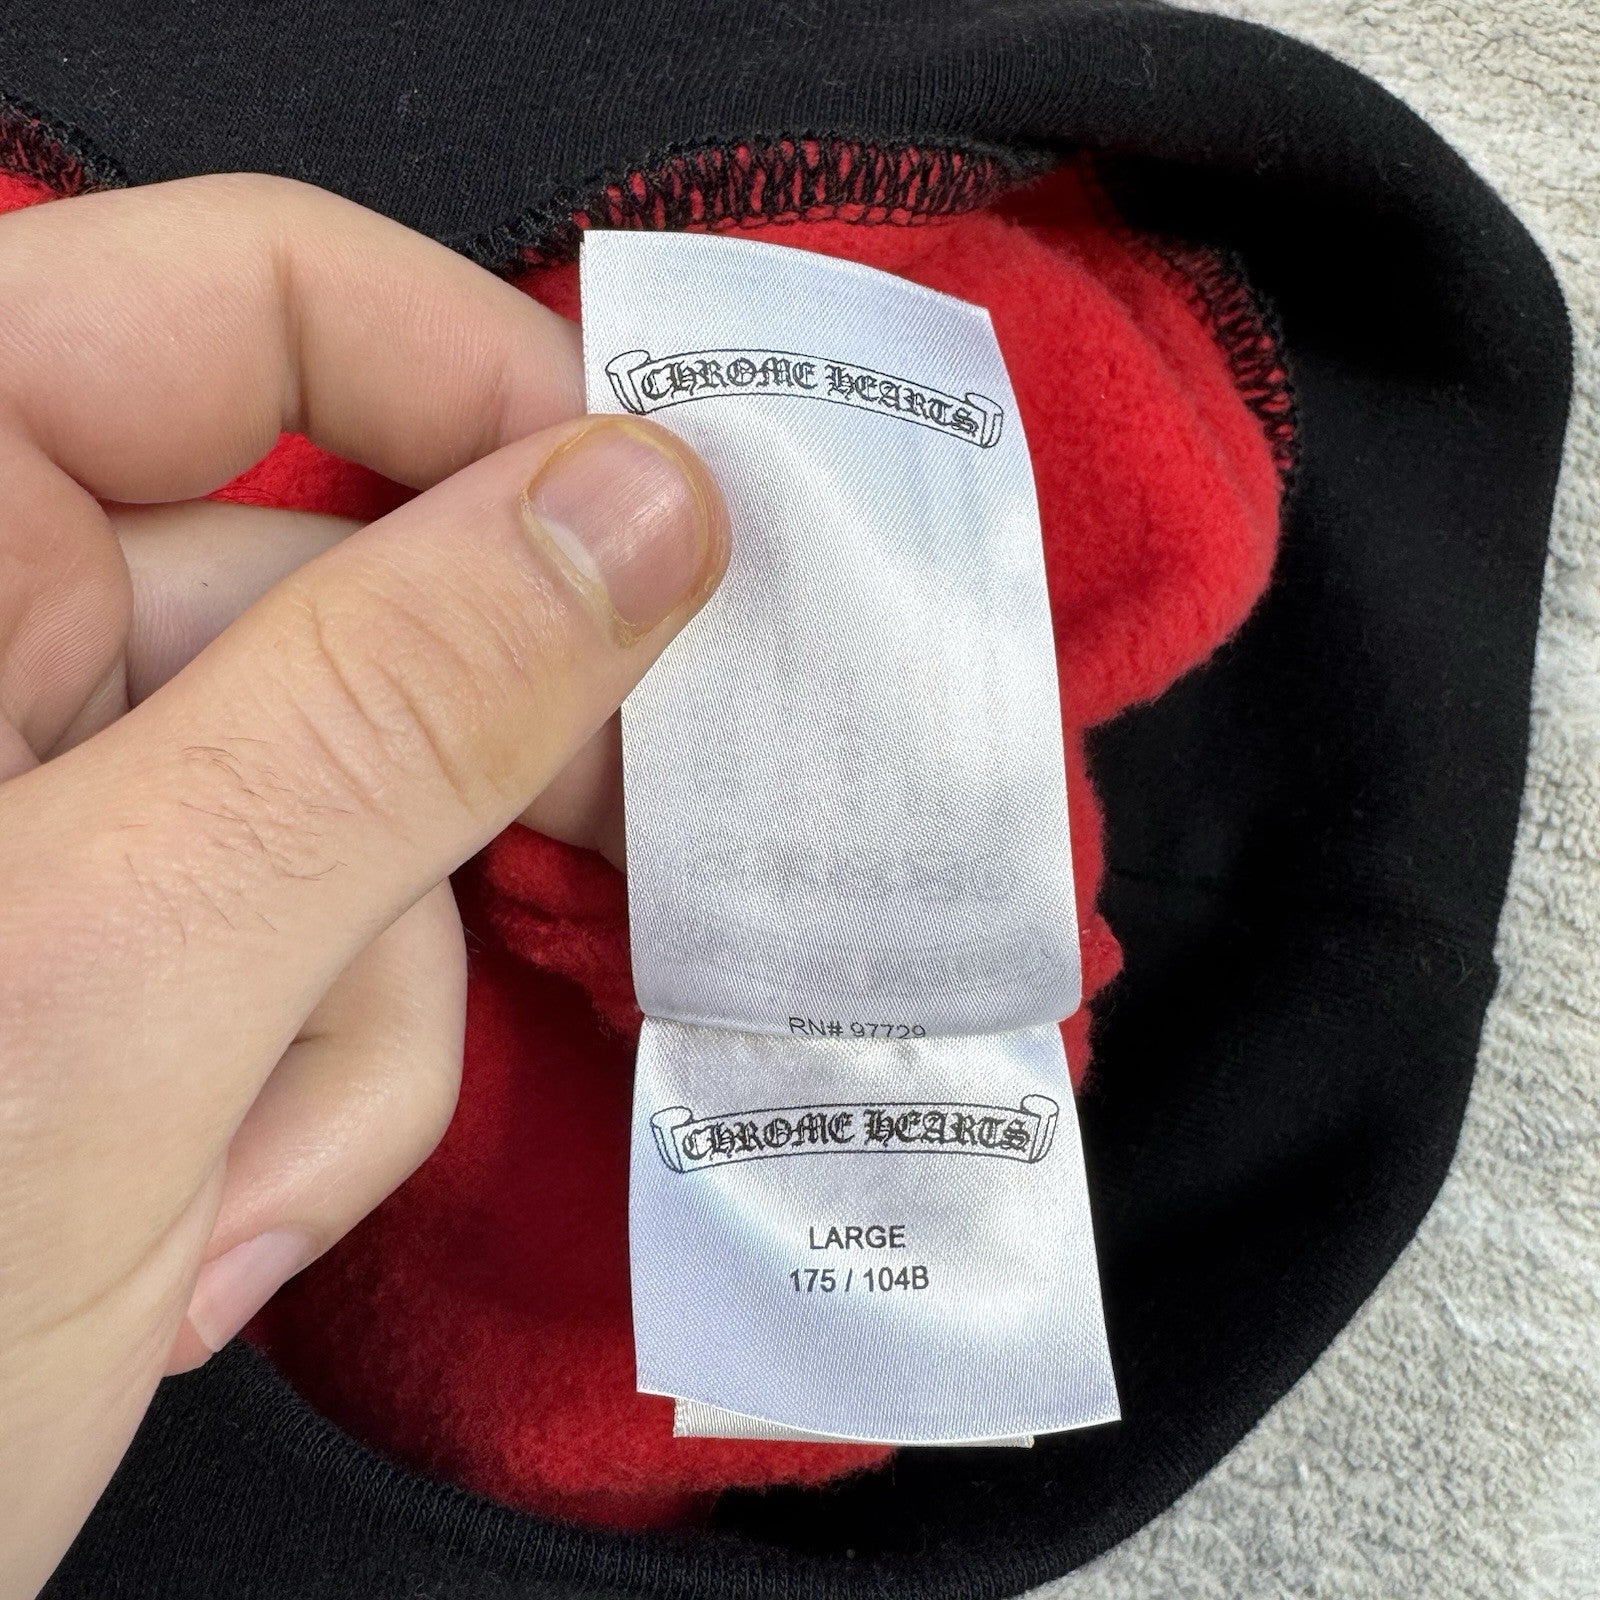 CHROME HEARTS
RN# 97729
CHROME HEARTS
LARGE
175 / 104B